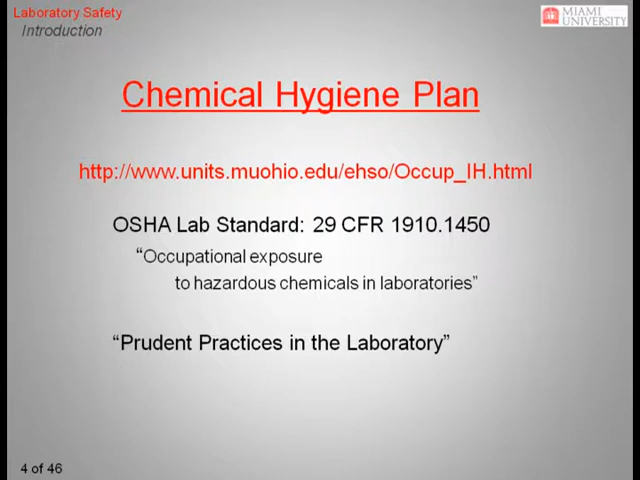 Laboratory Safety
Introduction
MIAMI
UNIVERSITY
Chemical Hygiene Plan
http://www.units.muohio.edu/ehso/Occup_IH.html
OSHA Lab Standard: 29 CFR 1910.1450
“Occupational exposure
to hazardous chemicals in laboratories”
“Prudent Practices in the Laboratory”
4 of 46